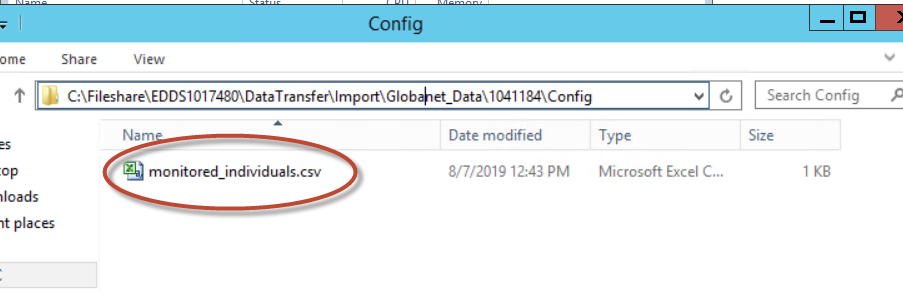 Name Status CPU Memory
Config
ome Share View
C:\Fileshare\EDDS1017480\DataTransfer\Import\Globanet_Data\1041184\Config Search Config
Name Date modified Type Size
es
top
monitored_individuals.csv 8/7/2019 12:43 PM Microsoft Excel C... 1 KB
nloads
nt places